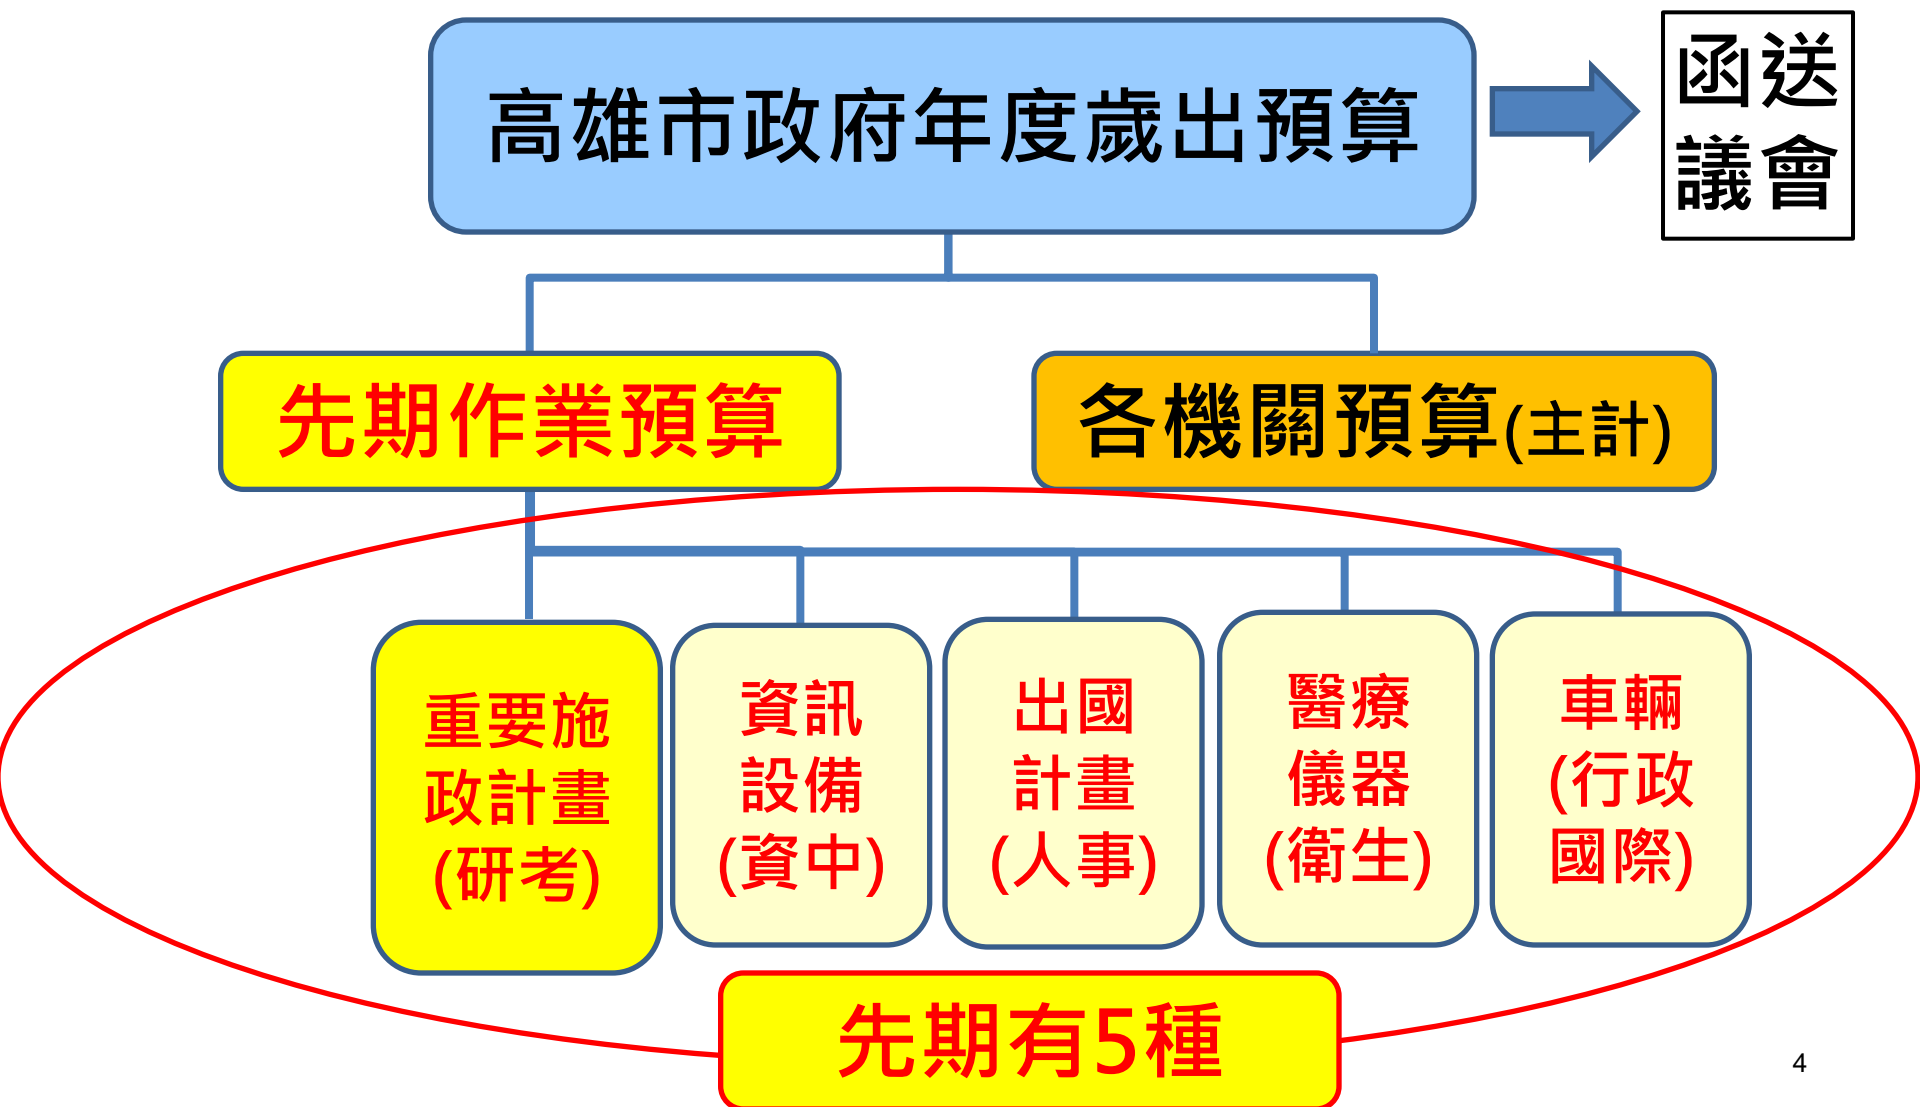 高雄市政府年度歲出預算
函送
議會
先期作業預算
各機關預算(主計)
重要施
政計畫
(研考)
資訊
設備
(資中)
出國
計畫
(人事)
醫療
儀器
(衛生)
車輛
(行政
國際)
先期有5種
4